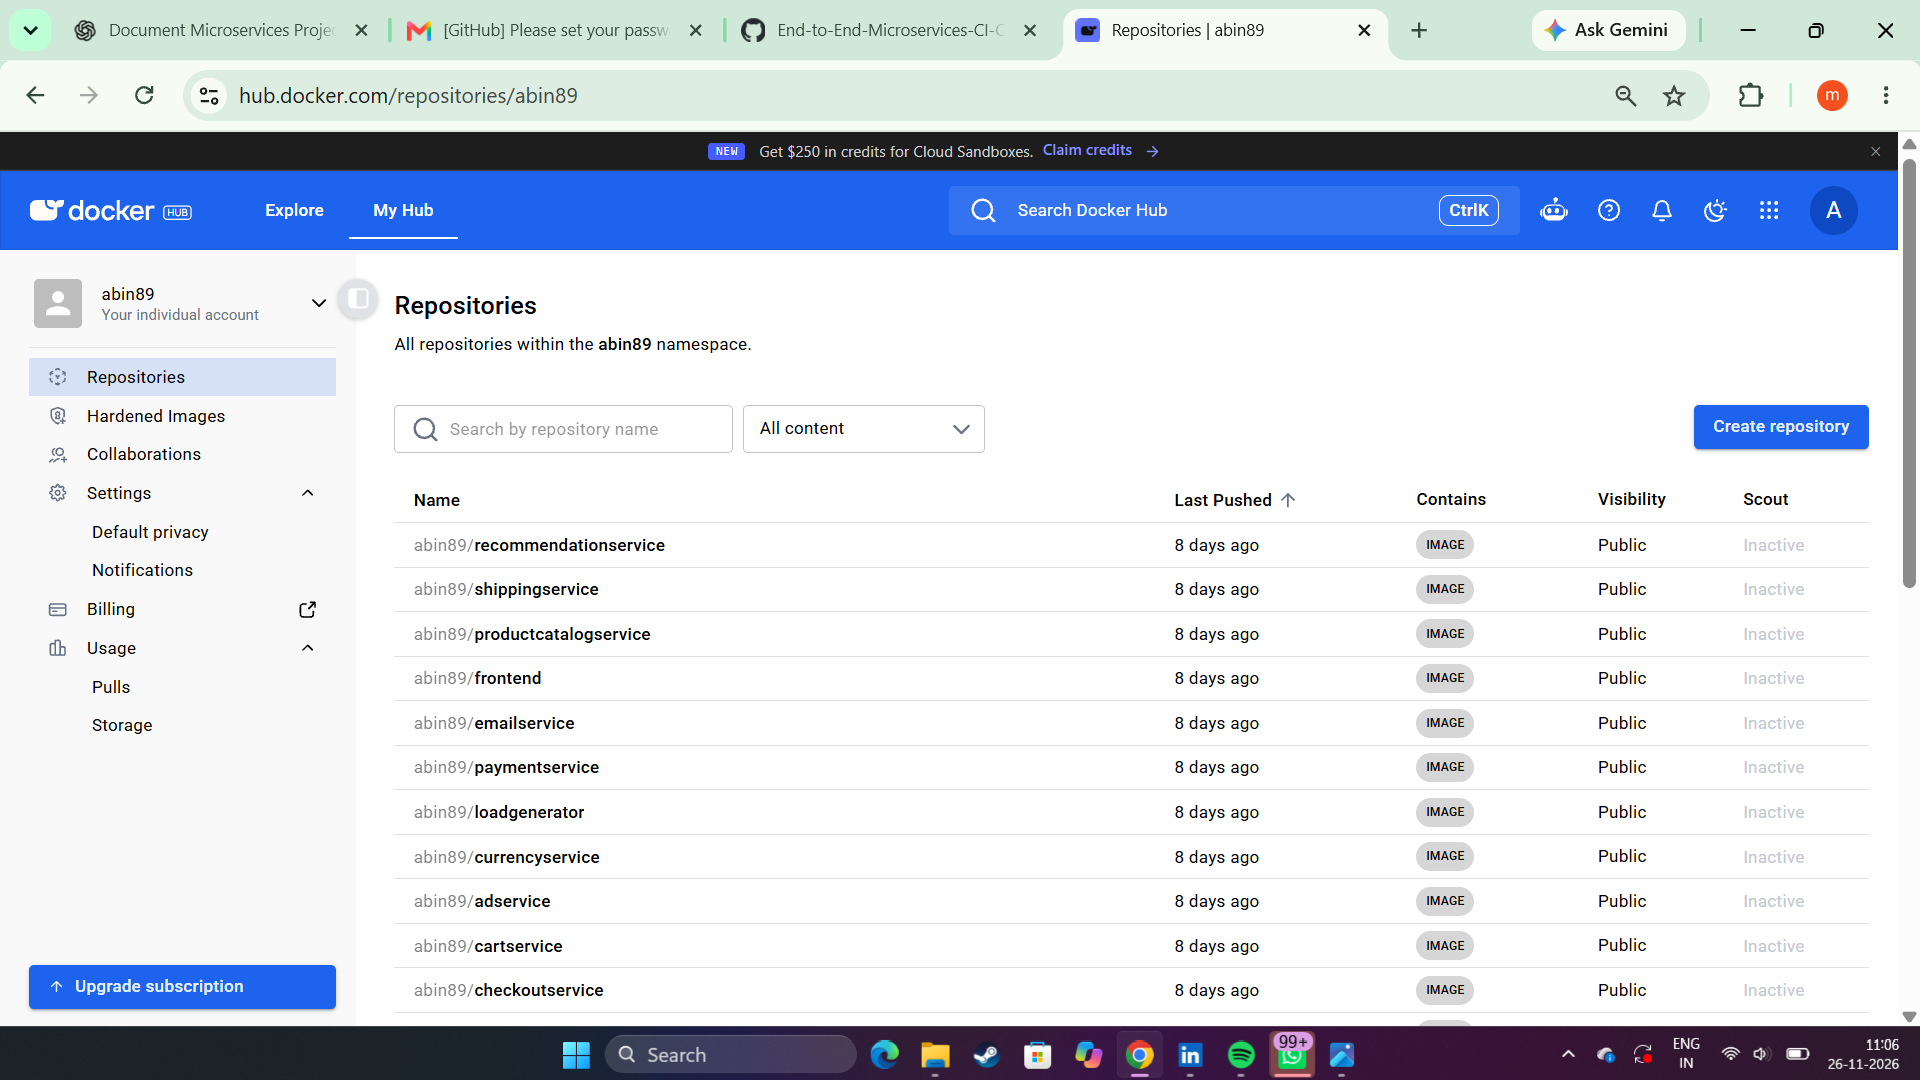 Document Microservices Projec
[GitHub] Please set your passw
End-to-End-Microservices-CI-C
Repositories | abin89
Ask Gemini
hub.docker.com/repositories/abin89
m
NEW Get $250 in credits for Cloud Sandboxes. Claim credits
docker HUB
Explore
My Hub
Search Docker Hub
CtrlK
A
abin89
Your individual account
Repositories
Hardened Images
Collaborations
Settings
Default privacy
Notifications
Billing
Usage
Pulls
Storage
Upgrade subscription
Repositories
All repositories within the abin89 namespace.
Search by repository name
All content
Create repository
Name Last Pushed Contains Visibility Scout
abin89/recommendationservice 8 days ago IMAGE Public Inactive
abin89/shippingservice 8 days ago IMAGE Public Inactive
abin89/productcatalogservice 8 days ago IMAGE Public Inactive
abin89/frontend 8 days ago IMAGE Public Inactive
abin89/emailservice 8 days ago IMAGE Public Inactive
abin89/paymentservice 8 days ago IMAGE Public Inactive
abin89/loadgenerator 8 days ago IMAGE Public Inactive
abin89/currencyservice 8 days ago IMAGE Public Inactive
abin89/adservice 8 days ago IMAGE Public Inactive
abin89/cartservice 8 days ago IMAGE Public Inactive
abin89/checkoutservice 8 days ago IMAGE Public Inactive
Search
99+
ENG
IN
11:06
26-11-2026